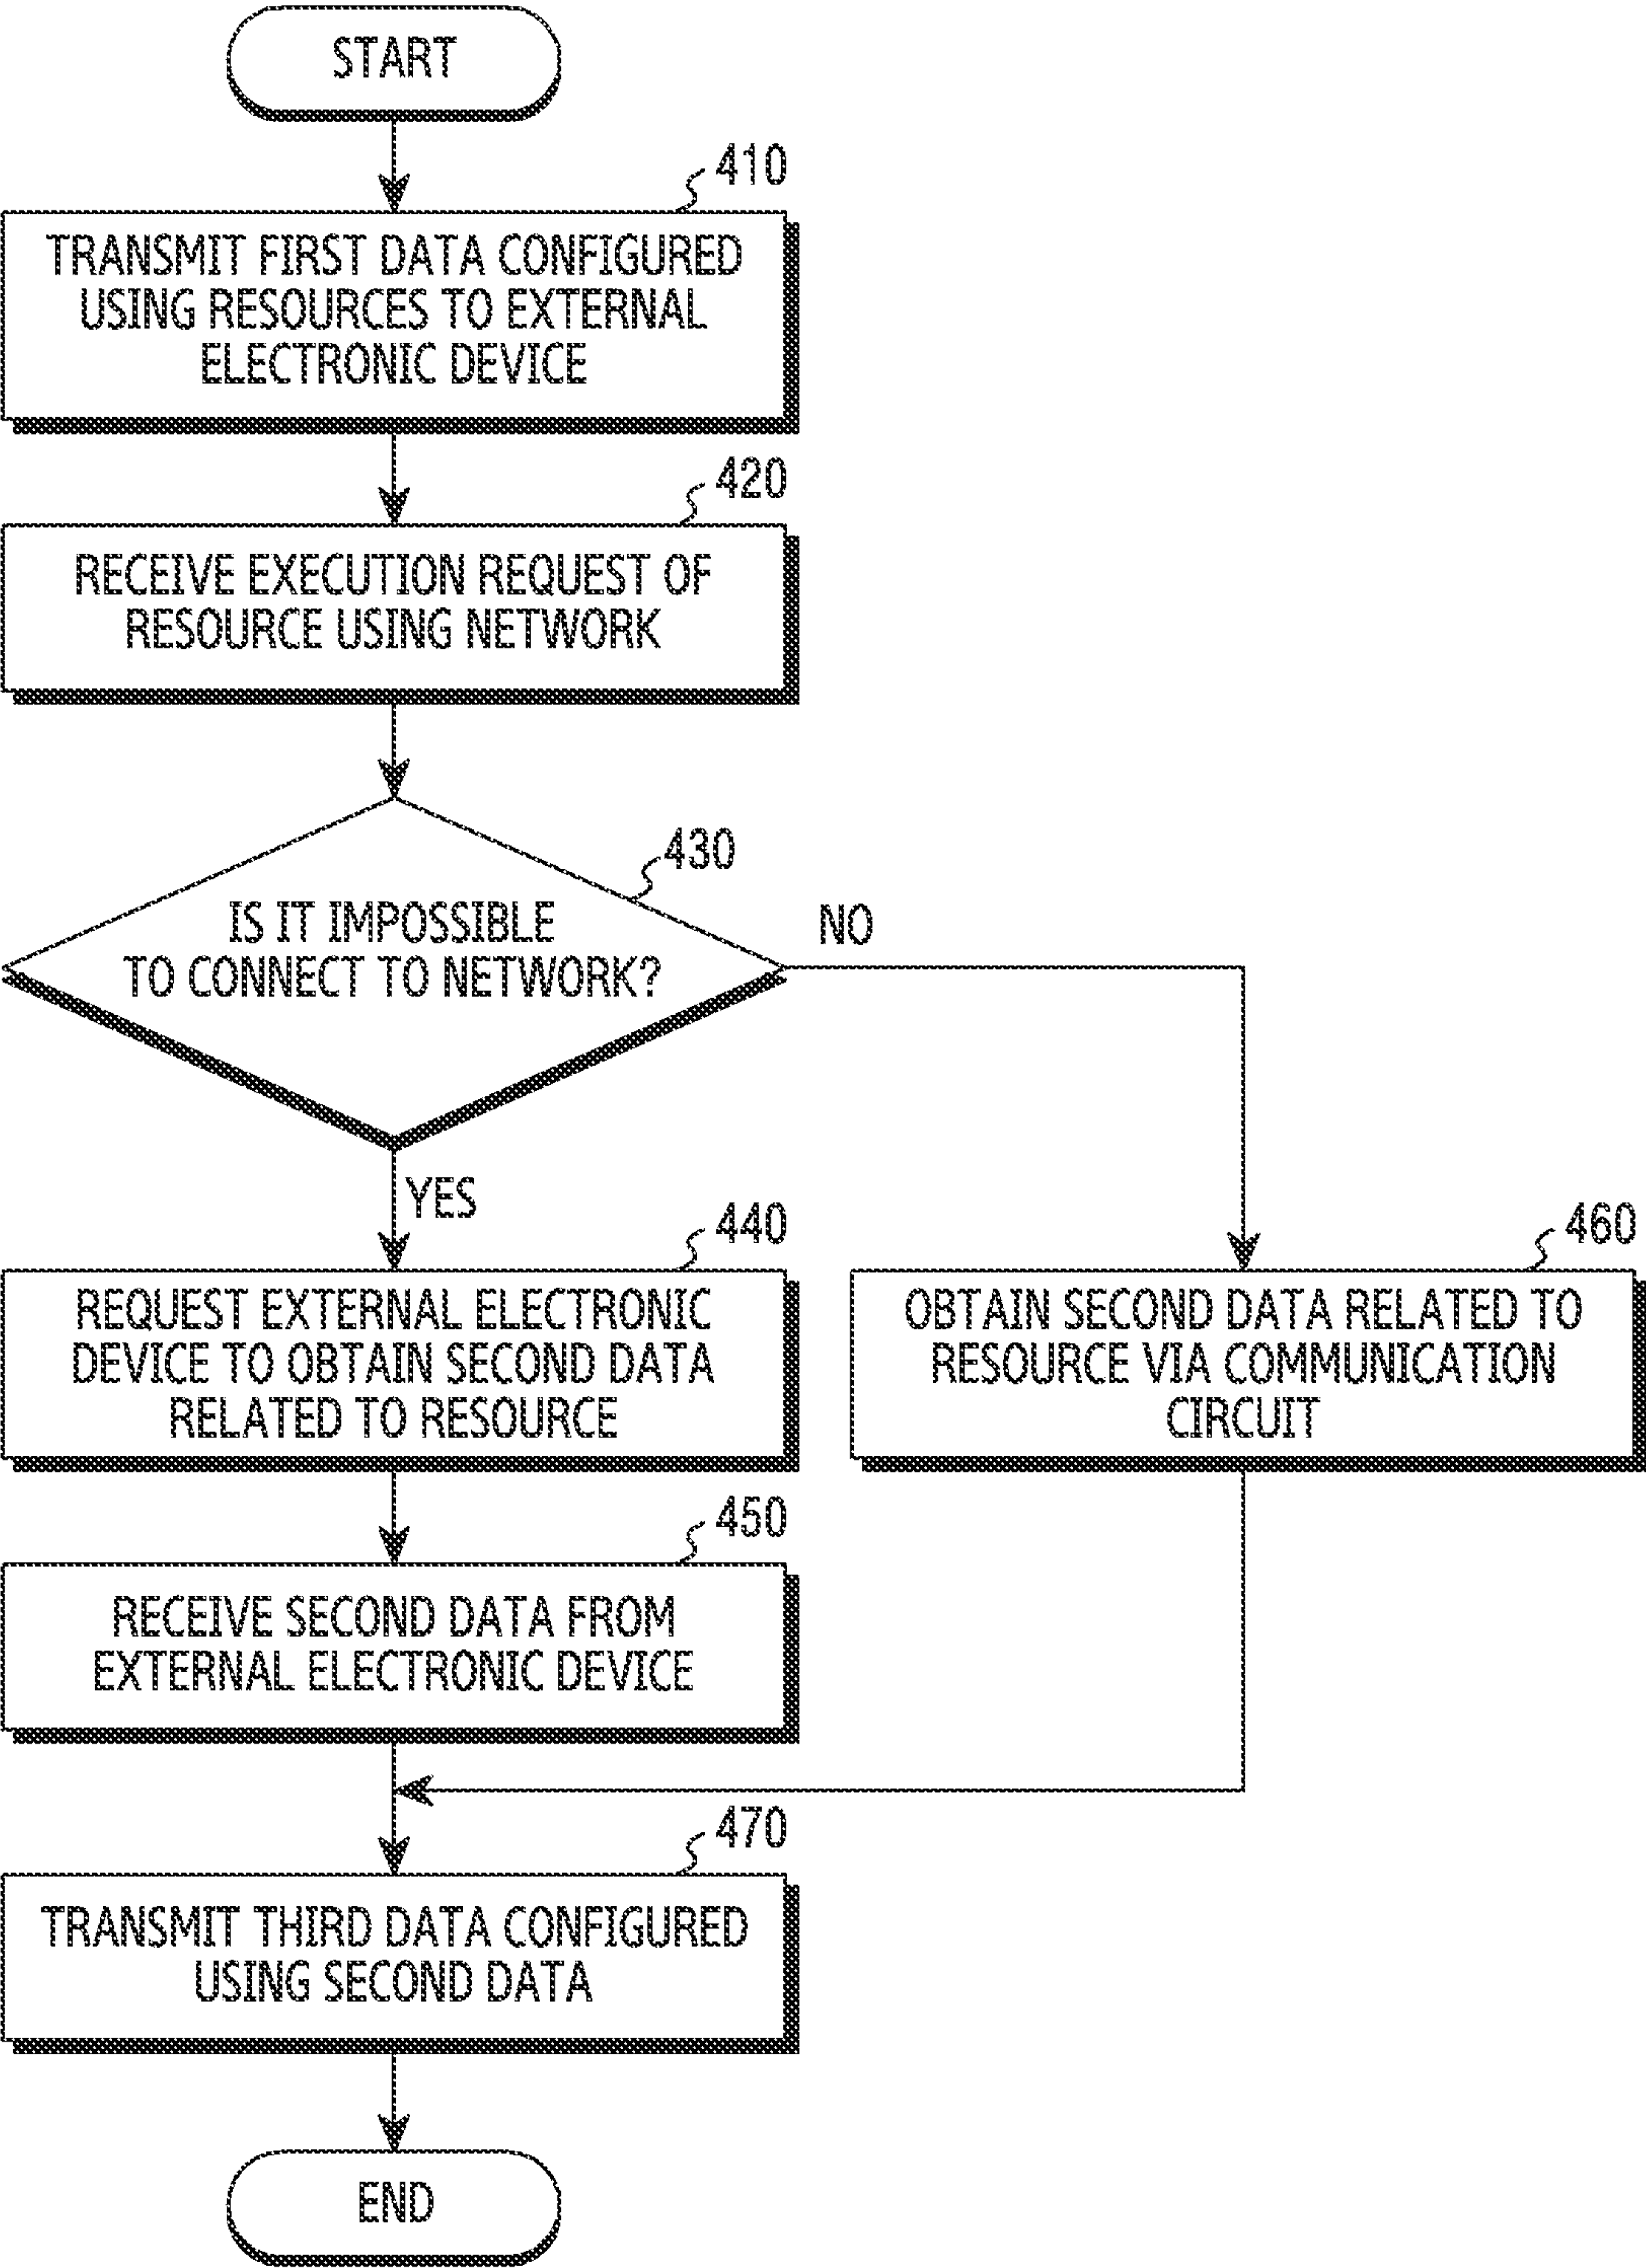 START
410
TRANSMIT FIRST DATA CONFIGURED
USING RESOURCES TO EXTERNAL
ELECTRONIC DEVICE
420
RECEIVE EXECUTION REQUEST OF
RESOURCE USING NETWORK
430
IS IT IMPOSSIBLE
TO CONNECT TO NETWORK?
NO
YES
440
REQUEST EXTERNAL ELECTRONIC
DEVICE TO OBTAIN SECOND DATA
RELATED TO RESOURCE
460
OBTAIN SECOND DATA RELATED TO
RESOURCE VIA COMMUNICATION
CIRCUIT
450
RECEIVE SECOND DATA FROM
EXTERNAL ELECTRONIC DEVICE
470
TRANSMIT THIRD DATA CONFIGURED
USING SECOND DATA
END